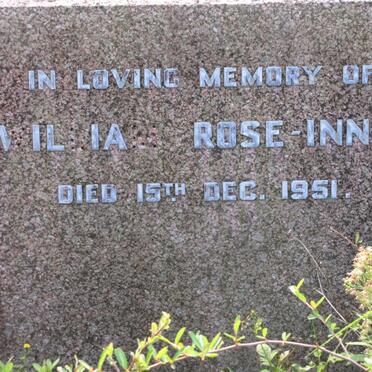 IN LOVING MEMORY OF
ROSE-INN
DIED 15TH DEC. 1951.